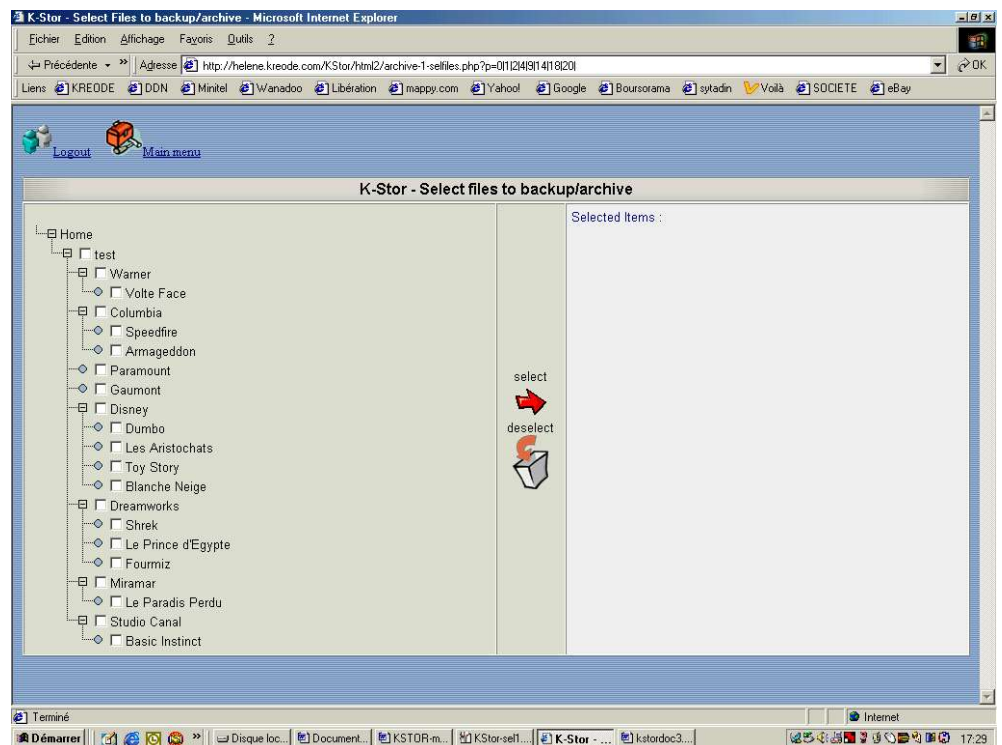 K-Stor - Select Files to backup/archive - Microsoft Internet Explorer
Fichier Edition Affichage Favoris Outils ?
Précédente » Adresse http://helene.kreode.com/KStor/html2/archive-1-selfiles.php?p=0|1|2|4|9|14|18|20| OK
Liens KREODE DDN Minitel Wanadoo Libération mappy.com Yahoo! Google Boursorama sytadin Voilà SOCIETE eBay
Logout Main menu
K-Stor - Select files to backup/archive
Selected Items :
Home
test
Warner
Volte Face
Columbia
Speedfire
Armageddon
Paramount
Gaumont
Disney
Dumbo
Les Aristochats
Toy Story
Blanche Neige
Dreamworks
Shrek
Le Prince d'Egypte
Fourmiz
Miramar
Le Paradis Perdu
Studio Canal
Basic Instinct
select
deselect
Terminé Internet
Démarrer » Disque loc... Document... KSTOR-m... KStor-sel1.... K-Stor - ... kstordoc3.... 17:29